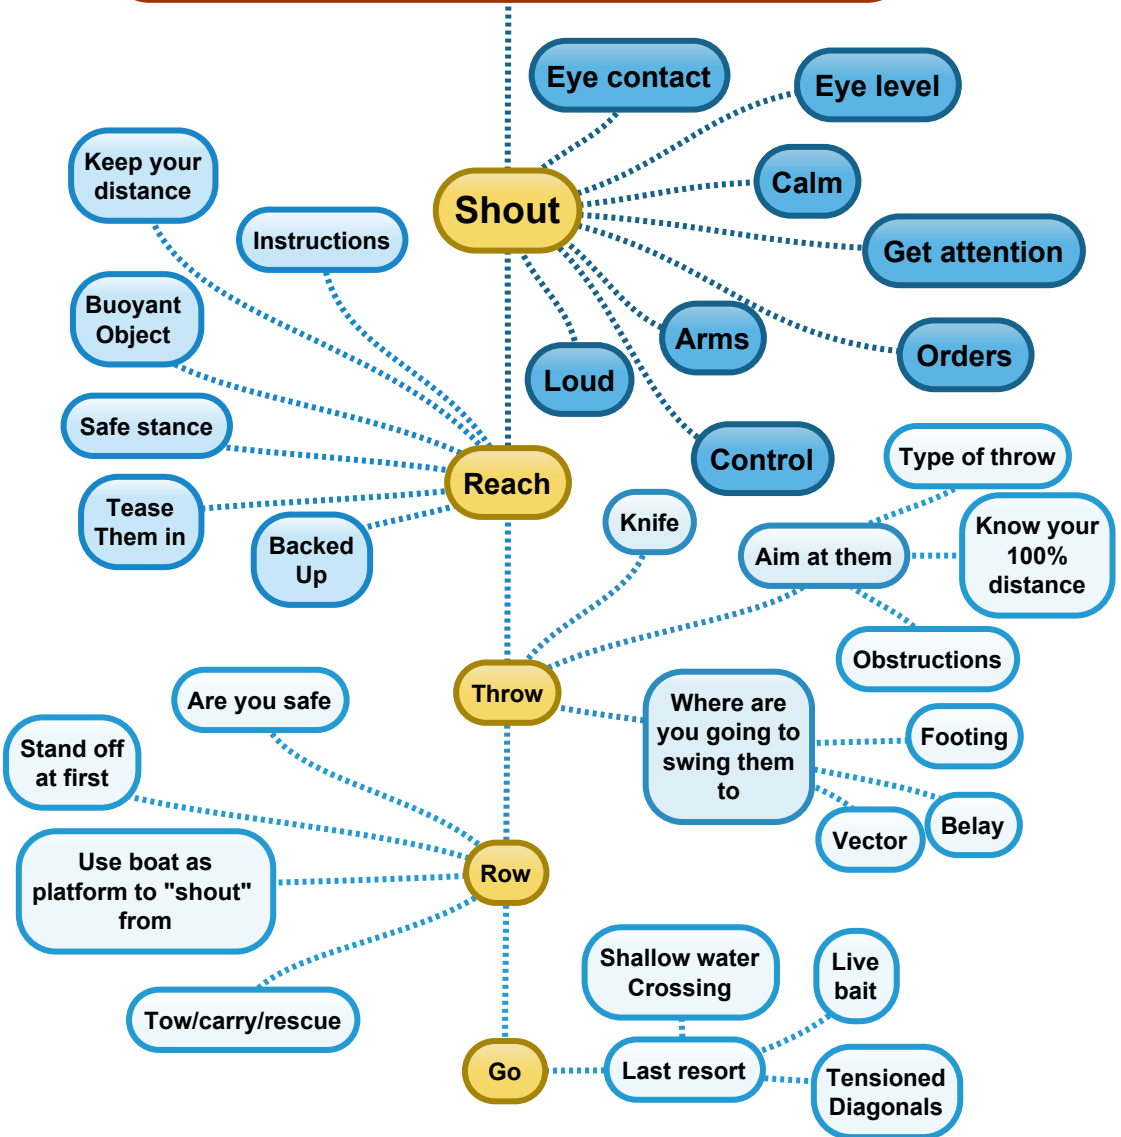 Eye contact
Eye level
Keep your
distance
Calm
Shout
Instructions
Get attention
Buoyant
Object
Arms
Orders
Loud
Safe stance
Control
Type of throw
Reach
Tease
Them in
Backed
Up
Knife
Aim at them
Know your
100%
distance
Obstructions
Throw
Are you safe
Where are
you going to
swing them
to
Footing
Stand off
at first
Vector
Belay
Use boat as
platform to "shout"
from
Row
Shallow water
Crossing
Live
bait
Tow/carry/rescue
Go
Last resort
Tensioned
Diagonals